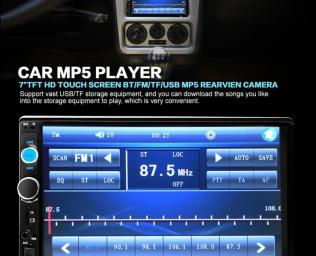 CAR MP5 PLAYER
7"TFT HD TOUCH SCREEN BT/FM/TF/USB MP5 REARVIEN CAMERA
Support vast USB/TF storage equipment, and you can download the songs you like
into the storage equipment to play, which is very convenient.
Fm 20 00:25
SCAN FM1 ST LOC AUTO SAVE
87.5 MHz
EQ ST LOC OFF PTY TA AF
87.5 108.0
90.1 98.1 106.1 108.0 87.5